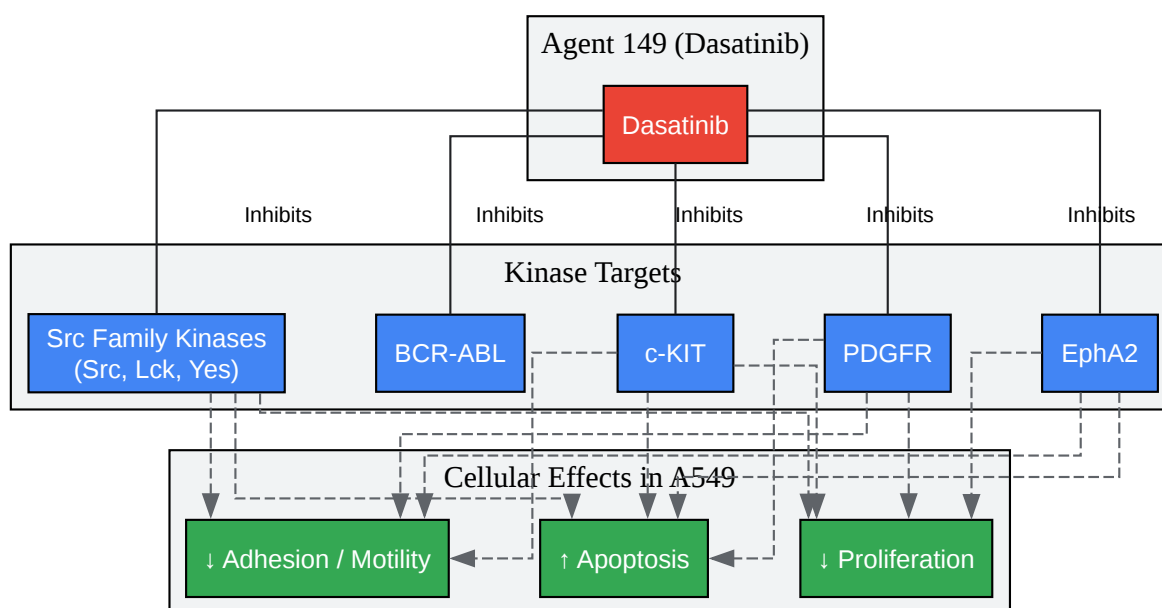 Agent 149 (Dasatinib)
Dasatinib
Inhibits
Inhibits
Inhibits
Inhibits
Inhibits
Kinase Targets
Src Family Kinases
(Src, Lck, Yes)
BCR-ABL
c-KIT
PDGFR
EphA2
Cellular Effects in A549
↓ Adhesion / Motility
↑ Apoptosis
↓ Proliferation